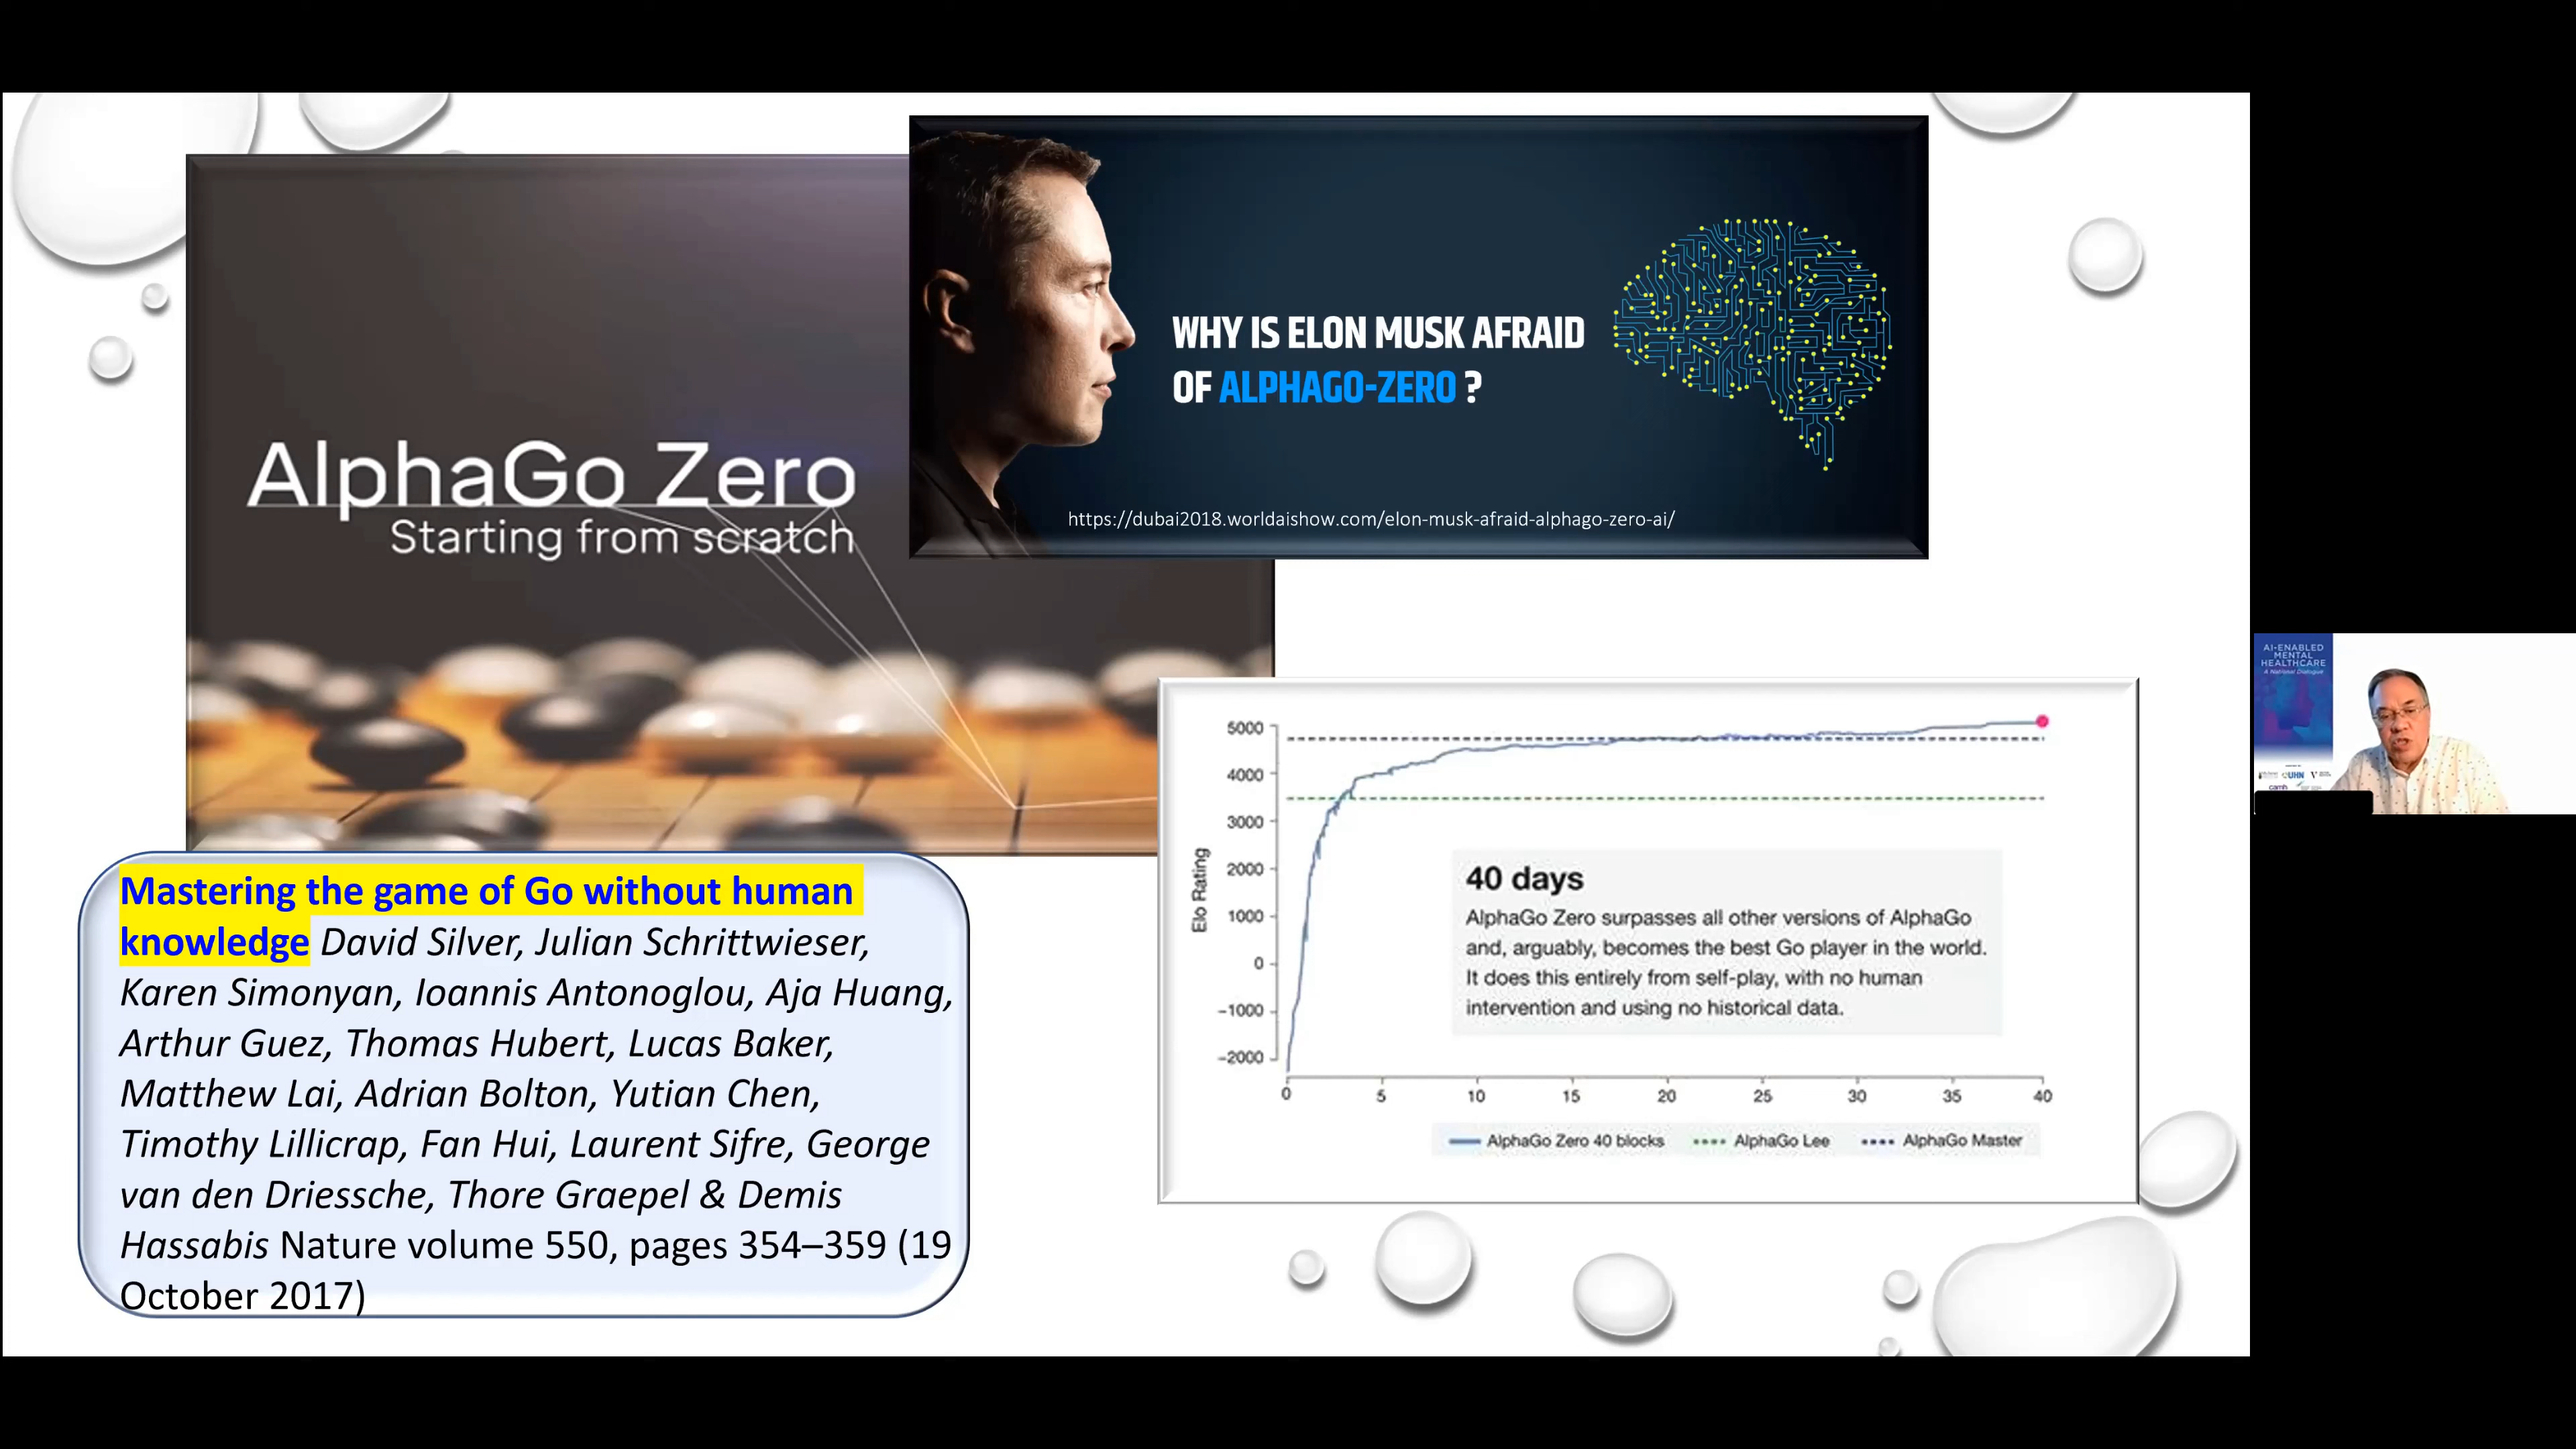 AlphaGo Zero
Starting from scratch
WHY IS ELON MUSK AFRAID
OF ALPHAGO-ZERO ?
https://dubai2018.worldaishow.com/elon-musk-afraid-alphago-zero-ai/
Mastering the game of Go without human
knowledge David Silver, Julian Schrittwieser,
Karen Simonyan, Ioannis Antonoglou, Aja Huang,
Arthur Guez, Thomas Hubert, Lucas Baker,
Matthew Lai, Adrian Bolton, Yutian Chen,
Timothy Lillicrap, Fan Hui, Laurent Sifre, George
van den Driessche, Thore Graepel & Demis
Hassabis Nature volume 550, pages 354–359 (19
October 2017)
Elo Rating
5000
4000
3000
2000
1000
0
−1000
−2000
0 5 10 15 20 25 30 35 40
40 days
AlphaGo Zero surpasses all other versions of AlphaGo
and, arguably, becomes the best Go player in the world.
It does this entirely from self-play, with no human
intervention and using no historical data.
AlphaGo Zero 40 blocks AlphaGo Lee AlphaGo Master
AI-ENABLED
MENTAL
HEALTHCARE
A National Dialogue
UHN
camh